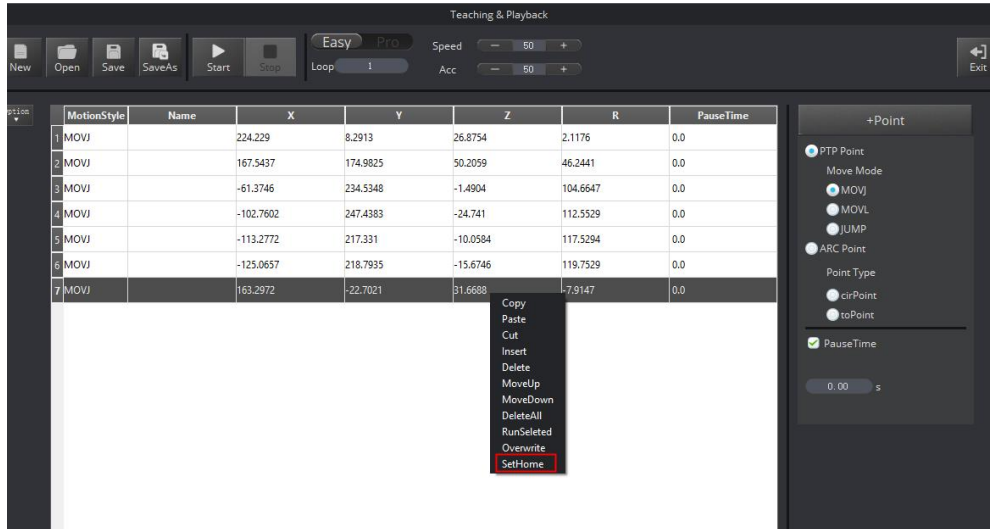 Teaching & Playback
New Open Save SaveAs Start Stop Easy Pro Speed − 50 + Exit
Loop 1 Acc − 50 + 
ption
MotionStyle Name X Y Z R PauseTime
1 MOVJ 224.229 8.2913 26.8754 2.1176 0.0
2 MOVJ 167.5437 174.9825 50.2059 46.2441 0.0
3 MOVJ -61.3746 234.5348 -1.4904 104.6647 0.0
4 MOVJ -102.7602 247.4383 -24.741 112.5529 0.0
5 MOVJ -113.2772 217.331 -10.0584 117.5294 0.0
6 MOVJ -125.0657 218.7935 -15.6746 119.7529 0.0
7 MOVJ 163.2972 -22.7021 31.6688 -7.9147 0.0
Copy
Paste
Cut
Insert
Delete
MoveUp
MoveDown
DeleteAll
RunSeleted
Overwrite
SetHome
+Point
PTP Point
Move Mode
MOVJ
MOVL
JUMP
ARC Point
Point Type
cirPoint
toPoint
PauseTime
0.00 s